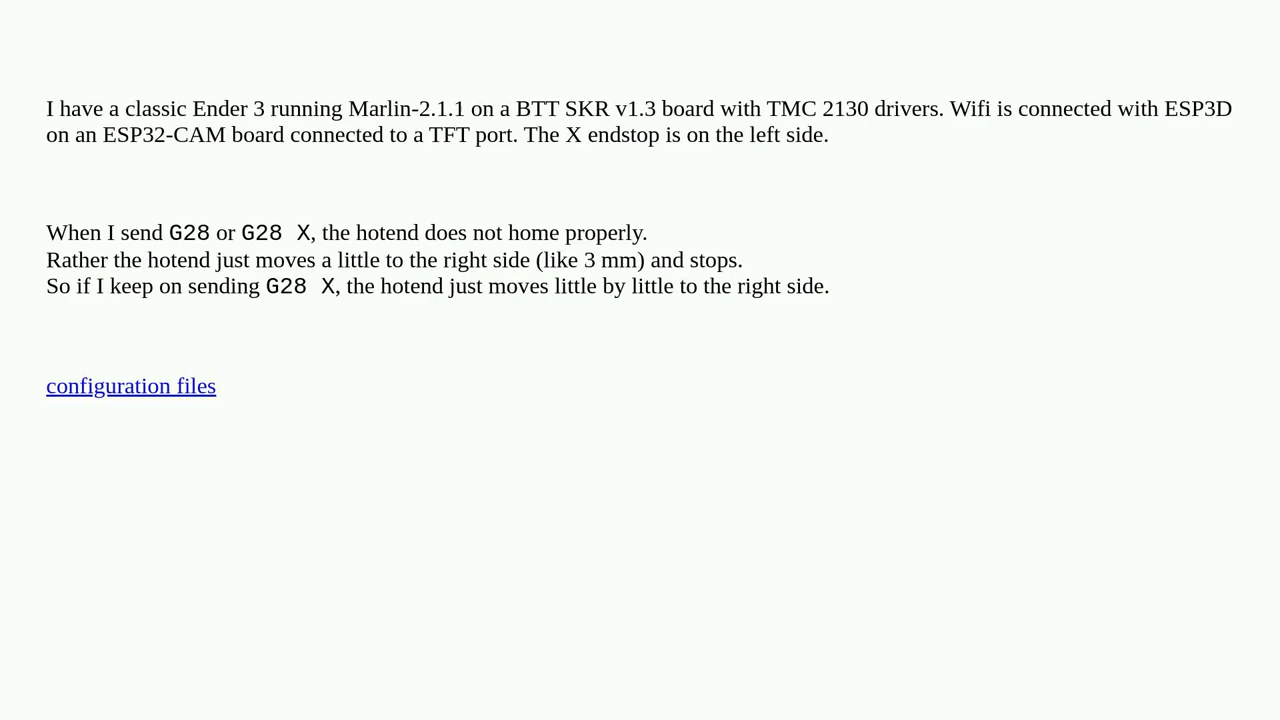 I have a classic Ender 3 running Marlin-2.1.1 on a BTT SKR v1.3 board with TMC 2130 drivers. Wifi is connected with ESP3D
on an ESP32-CAM board connected to a TFT port. The X endstop is on the left side.
When I send G28 or G28 X, the hotend does not home properly.
Rather the hotend just moves a little to the right side (like 3 mm) and stops.
So if I keep on sending G28 X, the hotend just moves little by little to the right side.
configuration files